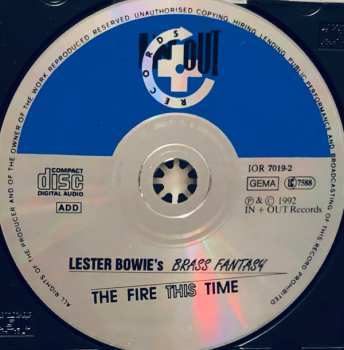 ALL RIGHTS OF THE PRODUCER AND OF THE OWNER OF THE WORK REPRODUCED RESERVED. UNAUTHORISED COPYING, HIRING, LENDING, PUBLIC PERFORMANCE AND BROADCASTING OF THIS RECORD PROHIBITED
IN + OUT
RECORDS
COMPACT
disc
DIGITAL AUDIO
ADD
IOR 7019-2
GEMA
7588
℗ & © 1992
IN + OUT Records
LESTER BOWIE's BRASS FANTASY
THE FIRE THIS TIME